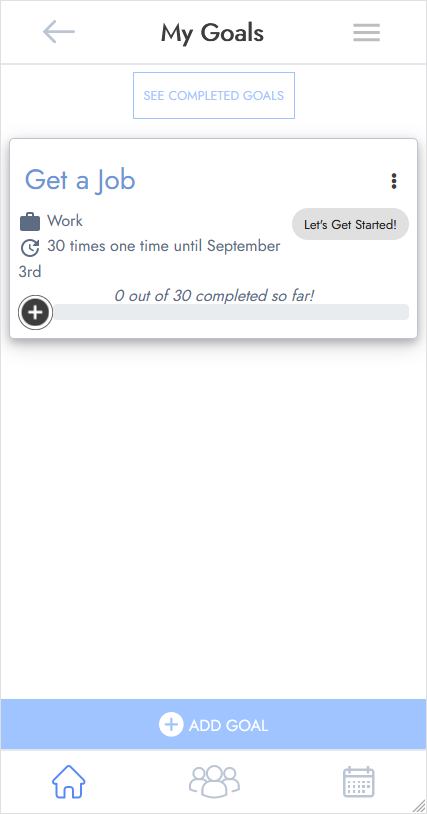 My Goals
SEE COMPLETED GOALS
Get a Job
Work
Let's Get Started!
30 times one time until September
3rd
0 out of 30 completed so far!
ADD GOAL